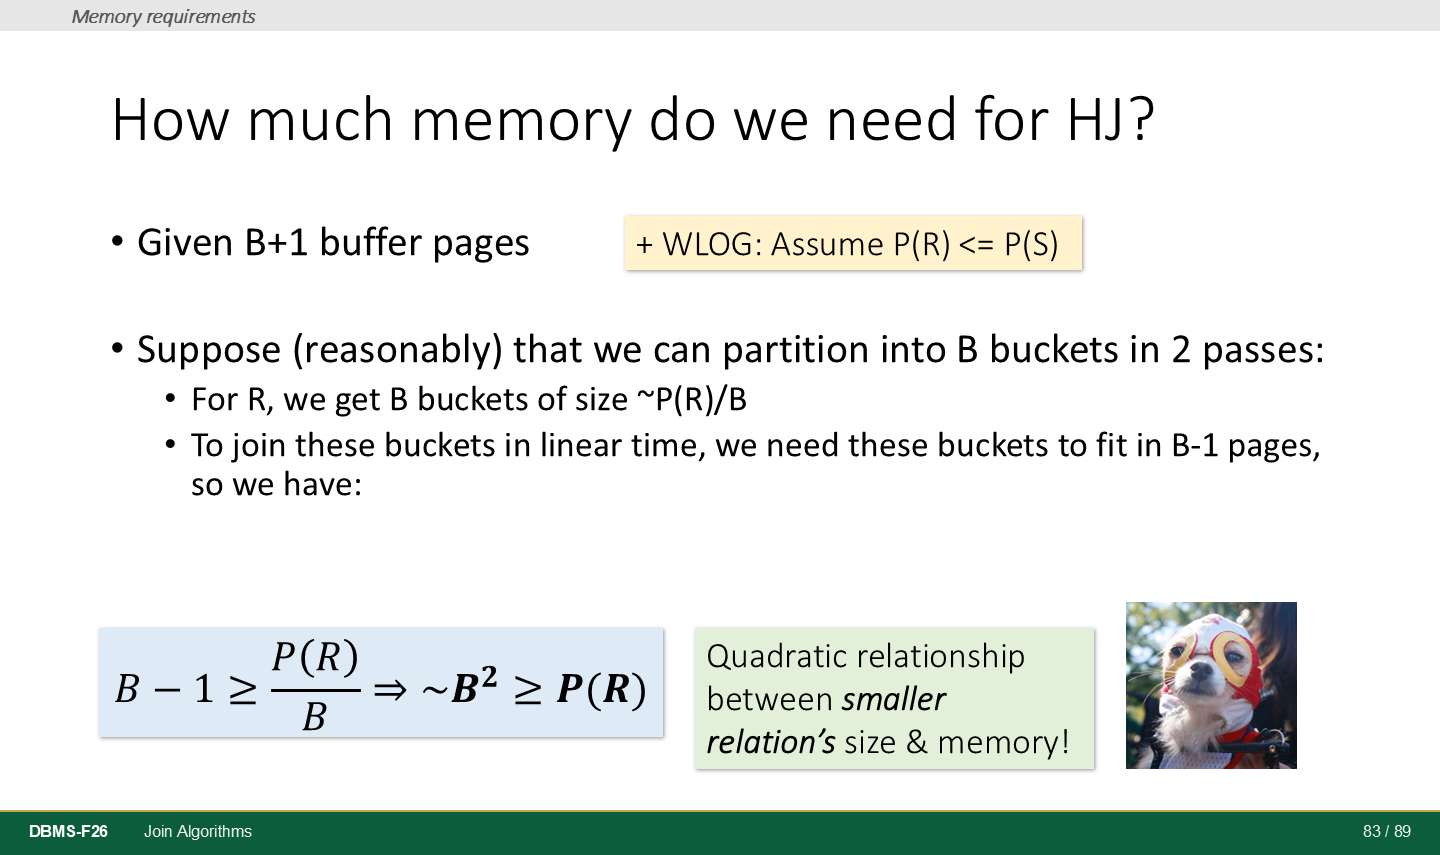 Memory requirements
How much memory do we need for HJ?
• Given B+1 buffer pages
+ WLOG: Assume P(R) <= P(S)
• Suppose (reasonably) that we can partition into B buckets in 2 passes:
• For R, we get B buckets of size ~P(R)/B
• To join these buckets in linear time, we need these buckets to fit in B-1 pages,
so we have:
B − 1 ≥ P(R)/B ⇒ ~B² ≥ P(R)
Quadratic relationship
between smaller
relation’s size & memory!
DBMS-F26 Join Algorithms 83 / 89